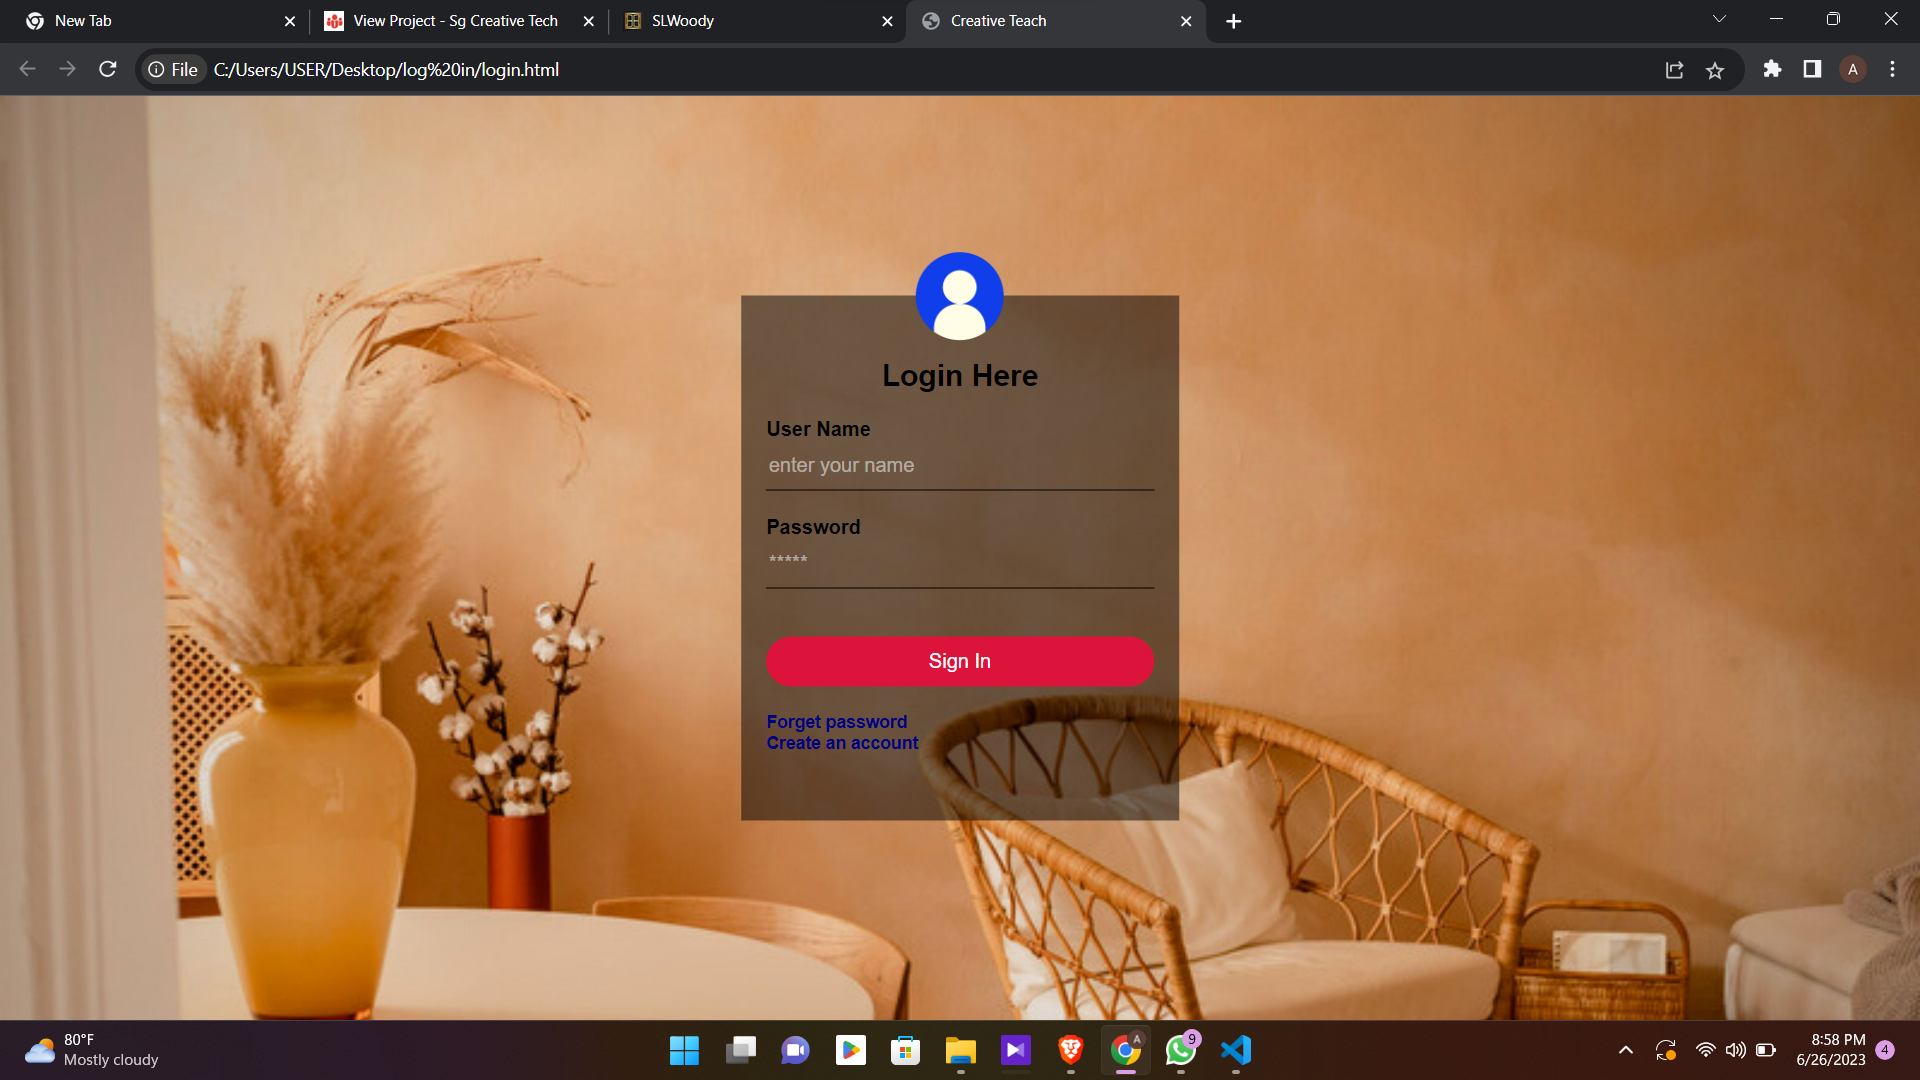 New Tab
View Project - Sg Creative Tech
SLWoody
Creative Teach
File
C:/Users/USER/Desktop/log%20in/login.html
A
Login Here
User Name
enter your name
Password
*****
Sign In
Forget password
Create an account
80°F
Mostly cloudy
A
9
8:58 PM
6/26/2023
4